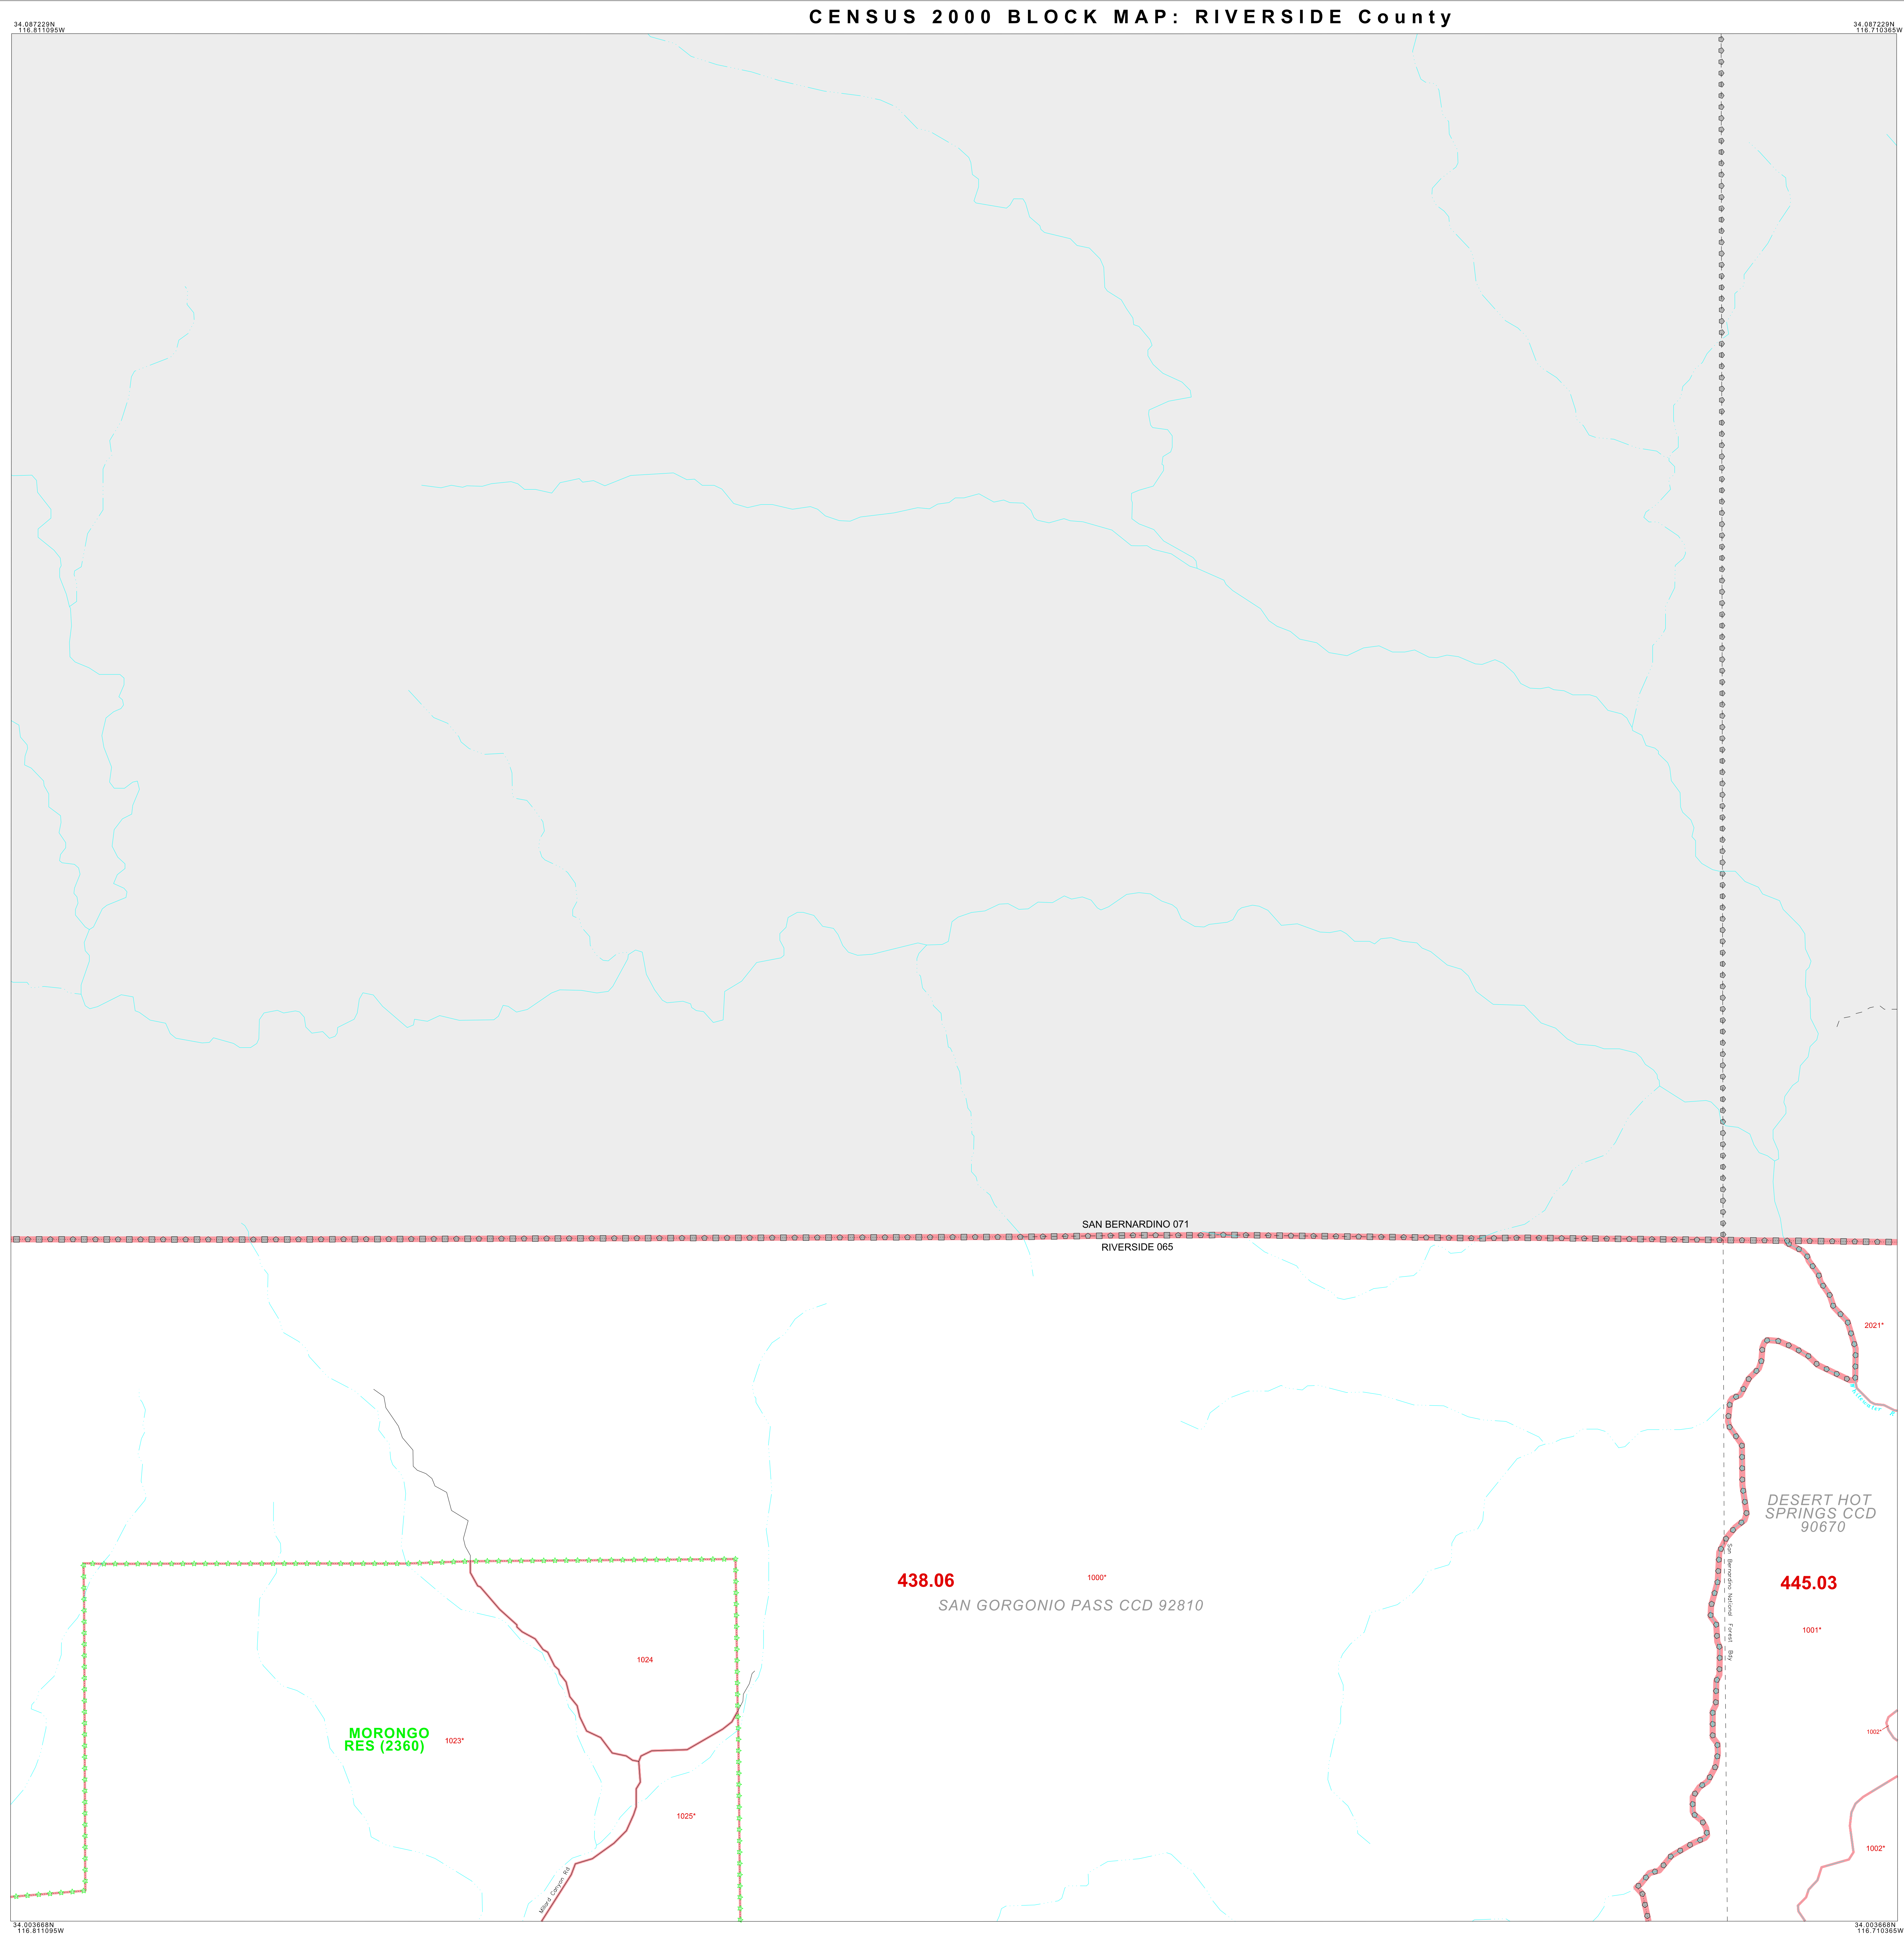 CENSUS 2000 BLOCK MAP: RIVERSIDE County
34.087229N
116.811095W
34.087229N
116.710365W
SAN BERNARDINO 071
RIVERSIDE 065
2021*
DESERT HOT
SPRINGS CCD
90670
438.06
1000*
SAN GORGONIO PASS CCD 92810
445.03
San Bernardino National Forest Bdy
1001*
1024
MORONGO
RES (2360)
1023*
1002*
1025*
1002*
Millard Canyon Rd
34.003668N
116.811095W
34.003668N
116.710365W